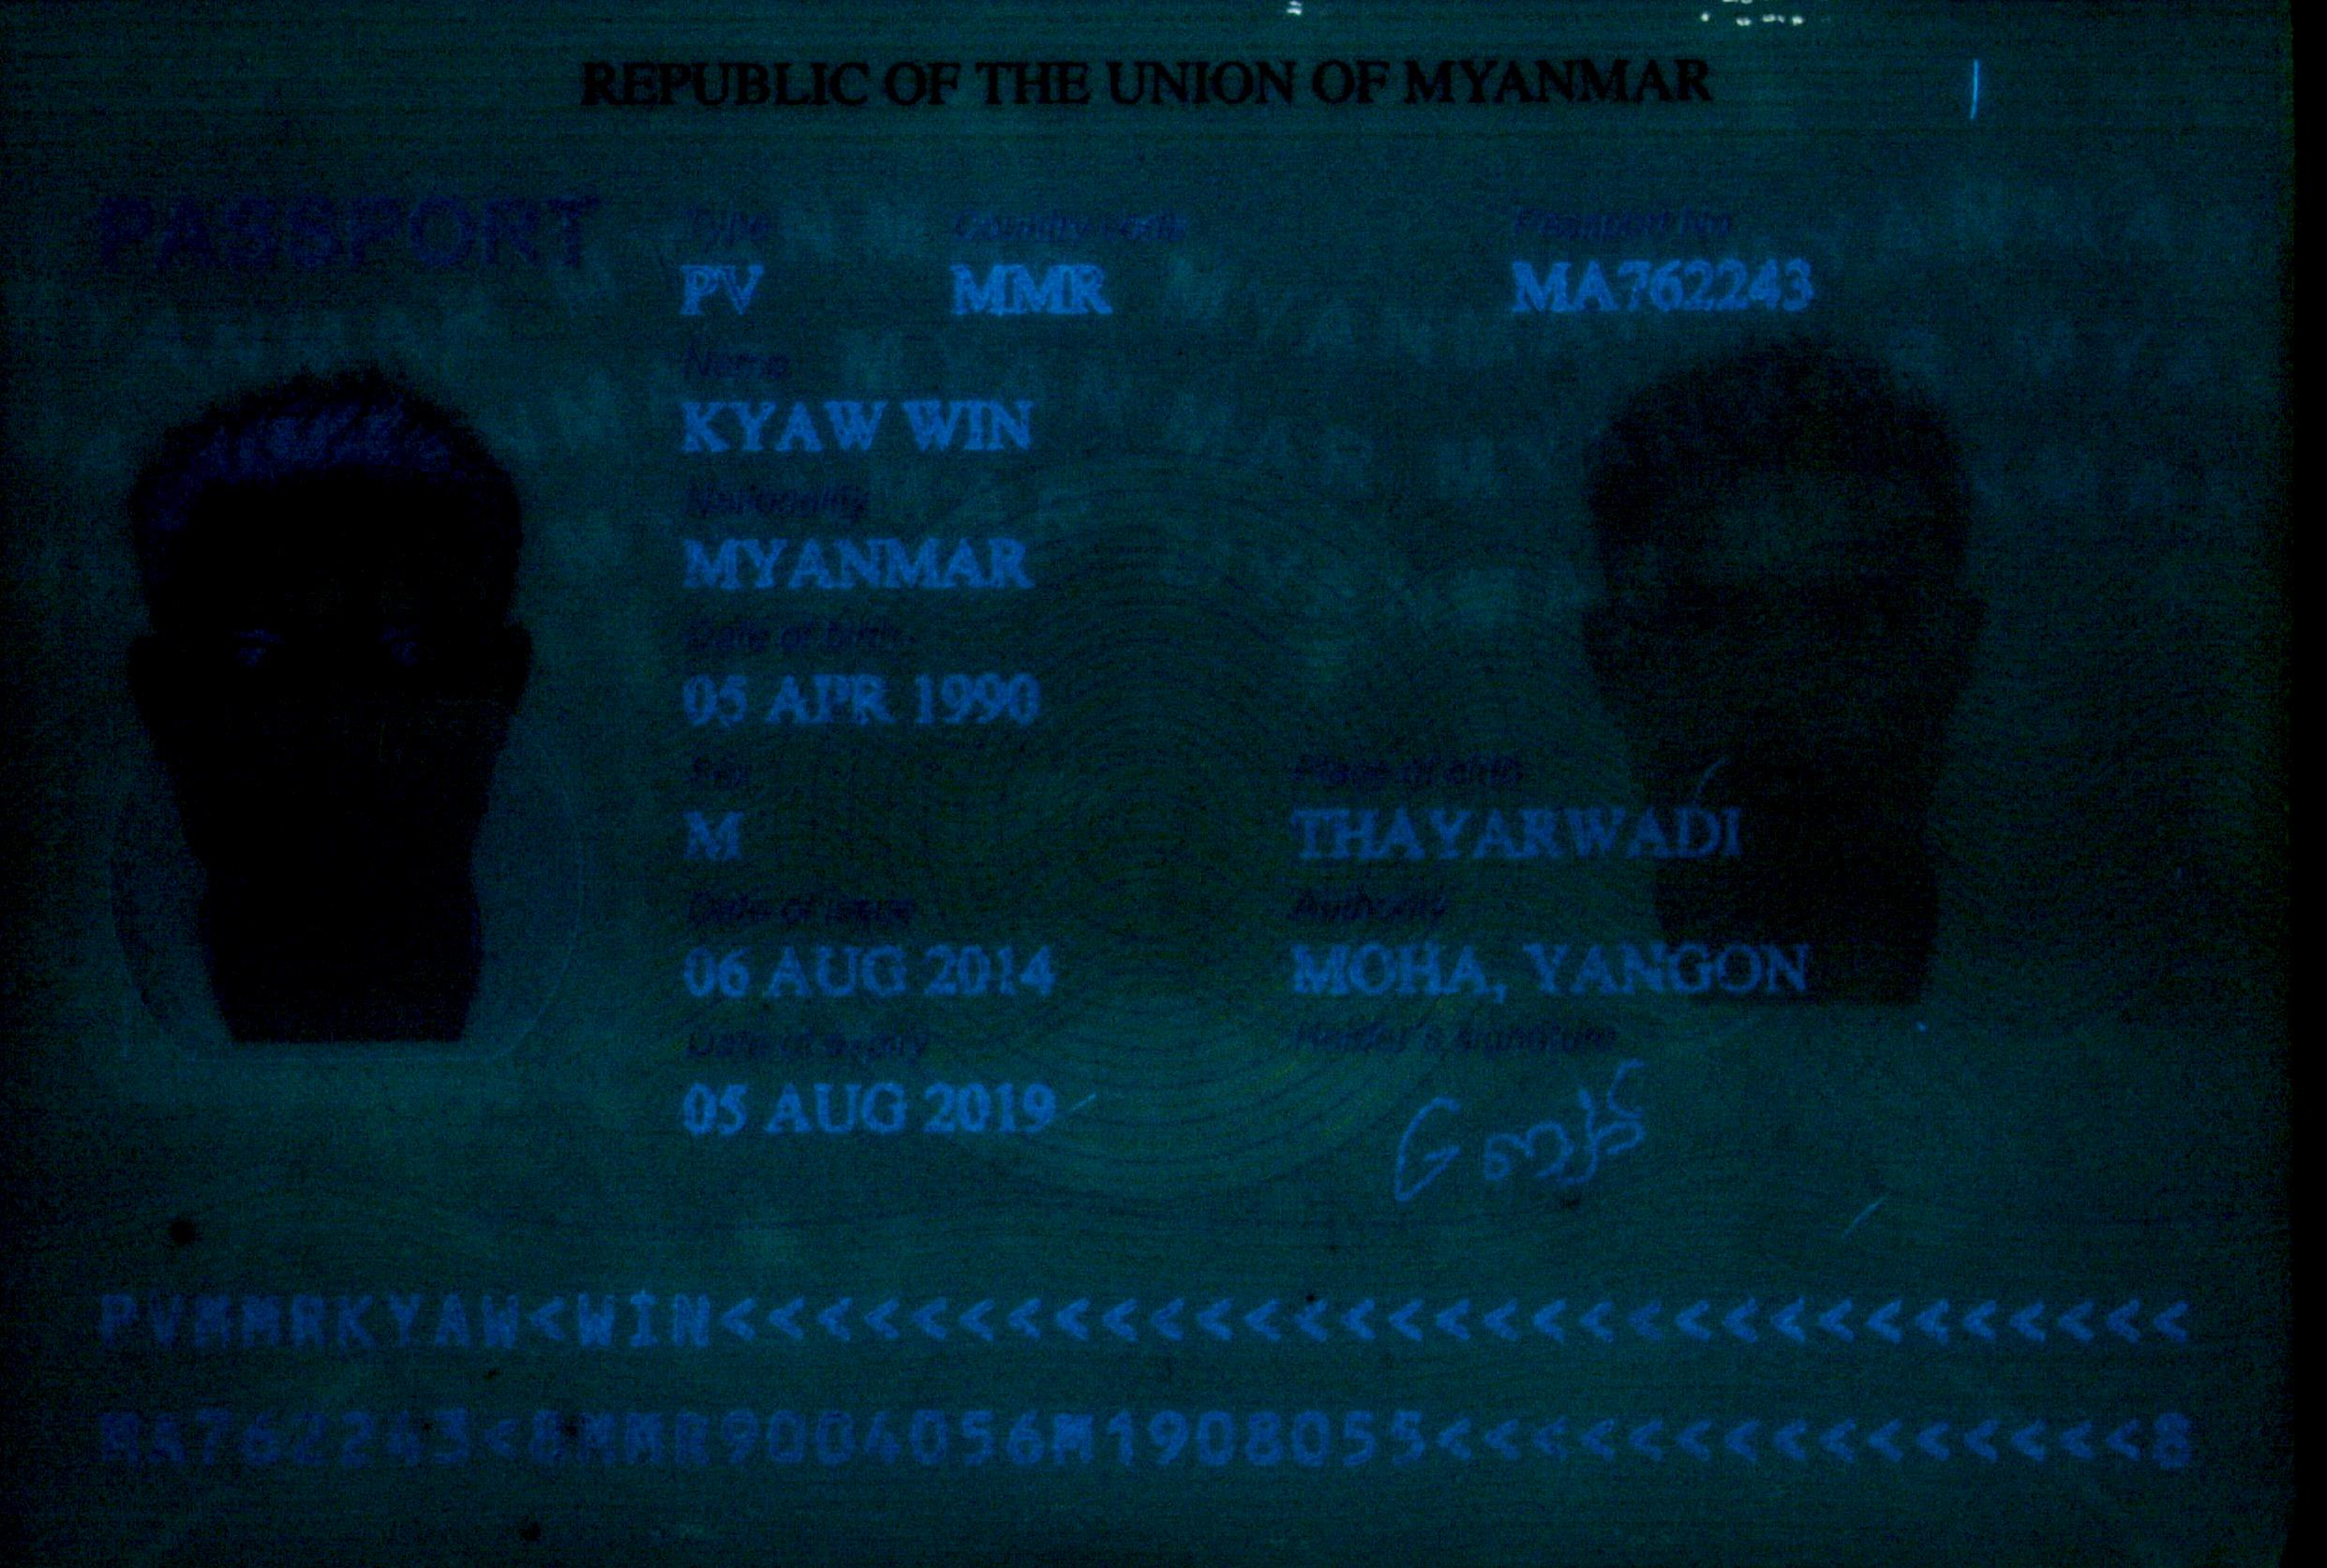 REPUBLIC OF THE UNION OF MYANMAR
PASSPORT
Type Country code Passport No
PV MMR MA762243
Name
KYAW WIN
Nationality
MYANMAR
Date of birth
05 APR 1990
Sex Place of birth
M THAYARWADI
Date of issue Authority
06 AUG 2014 MOHA, YANGON
Date of expiry Holder's signature
05 AUG 2019
PVMMRKYAW<WIN<<<<<<<<<<<<<<<<<<<<<<<<<<<<<<<
MA762243<8MMR9004056M1908055<<<<<<<<<<<<<<<8